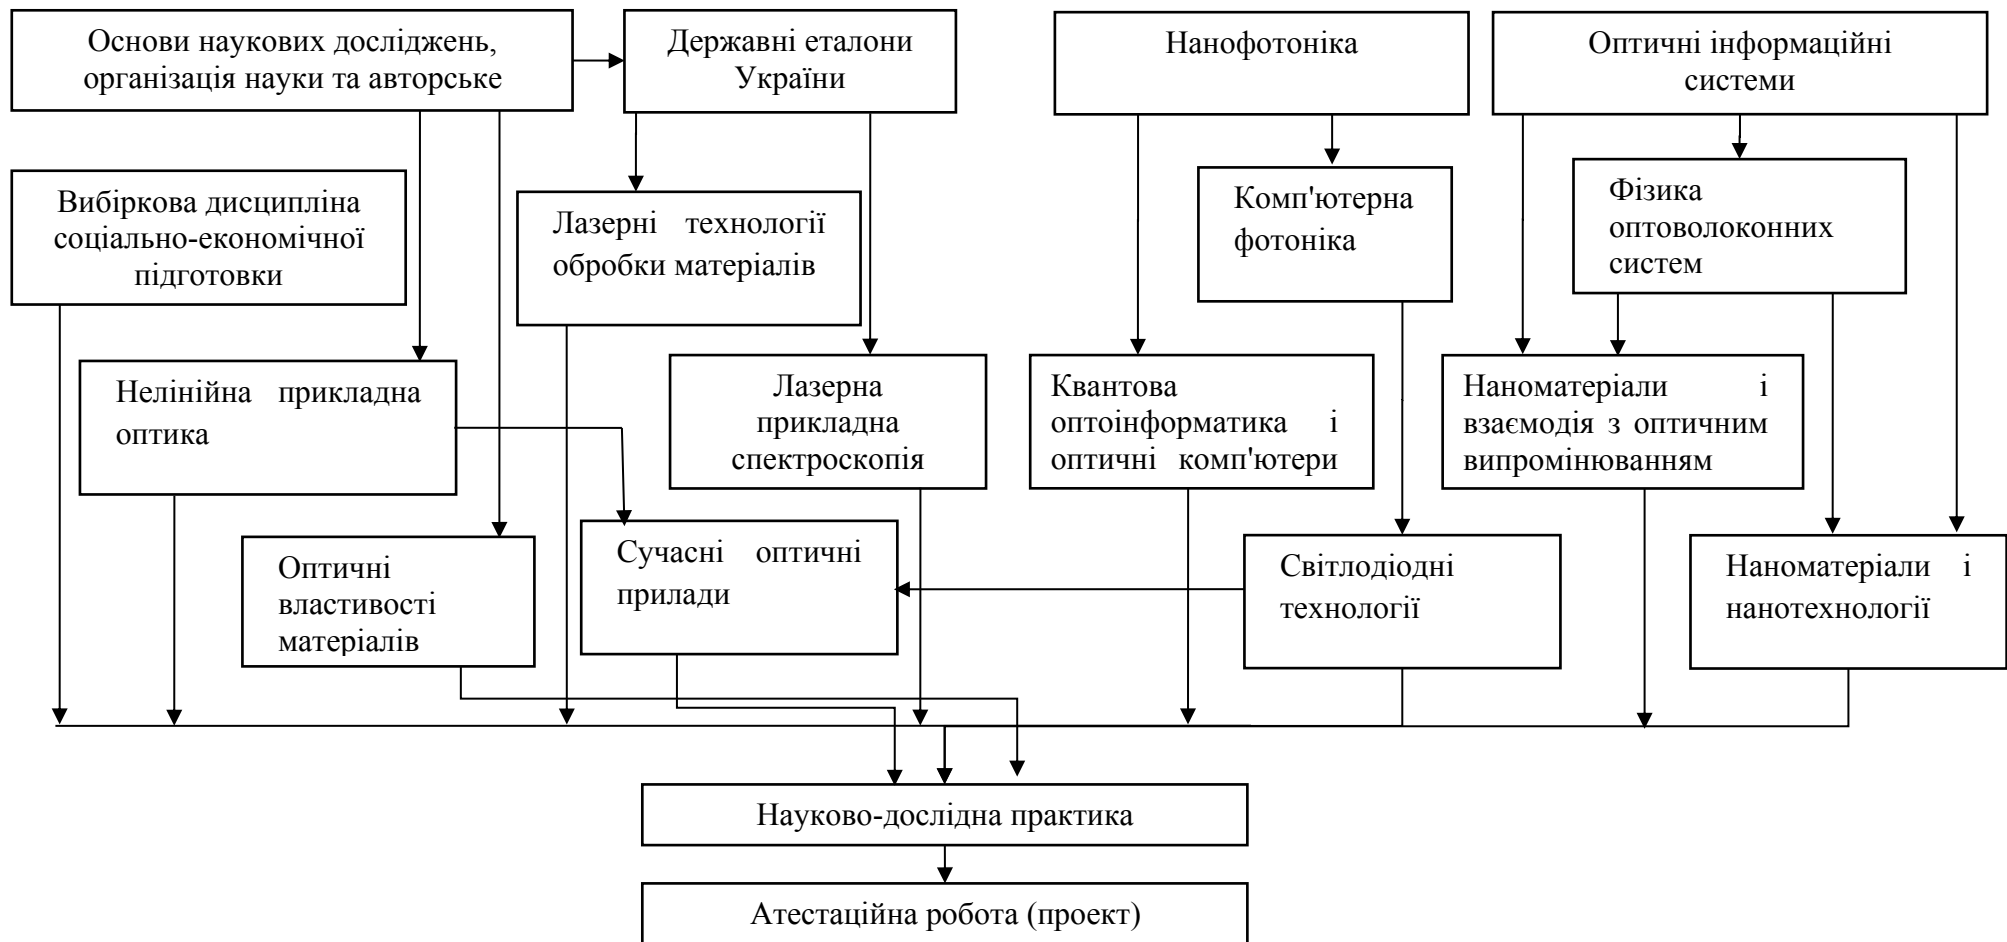 Основи наукових досліджень,
організація науки та авторське
Державні еталони
України
Нанофотоніка
Оптичні інформаційні
системи
Вибіркова дисципліна
соціально-економічної
підготовки
Лазерні технології
обробки матеріалів
Комп'ютерна
фотоніка
Фізика
оптоволоконних
систем
Нелінійна прикладна
оптика
Лазерна
прикладна
спектроскопія
Квантова
оптоінформатика і
оптичні комп'ютери
Наноматеріали і
взаємодія з оптичним
випромінюванням
Оптичні
властивості
матеріалів
Сучасні оптичні
прилади
Світлодіодні
технології
Наноматеріали і
нанотехнології
Науково-дослідна практика
Атестаційна робота (проект)